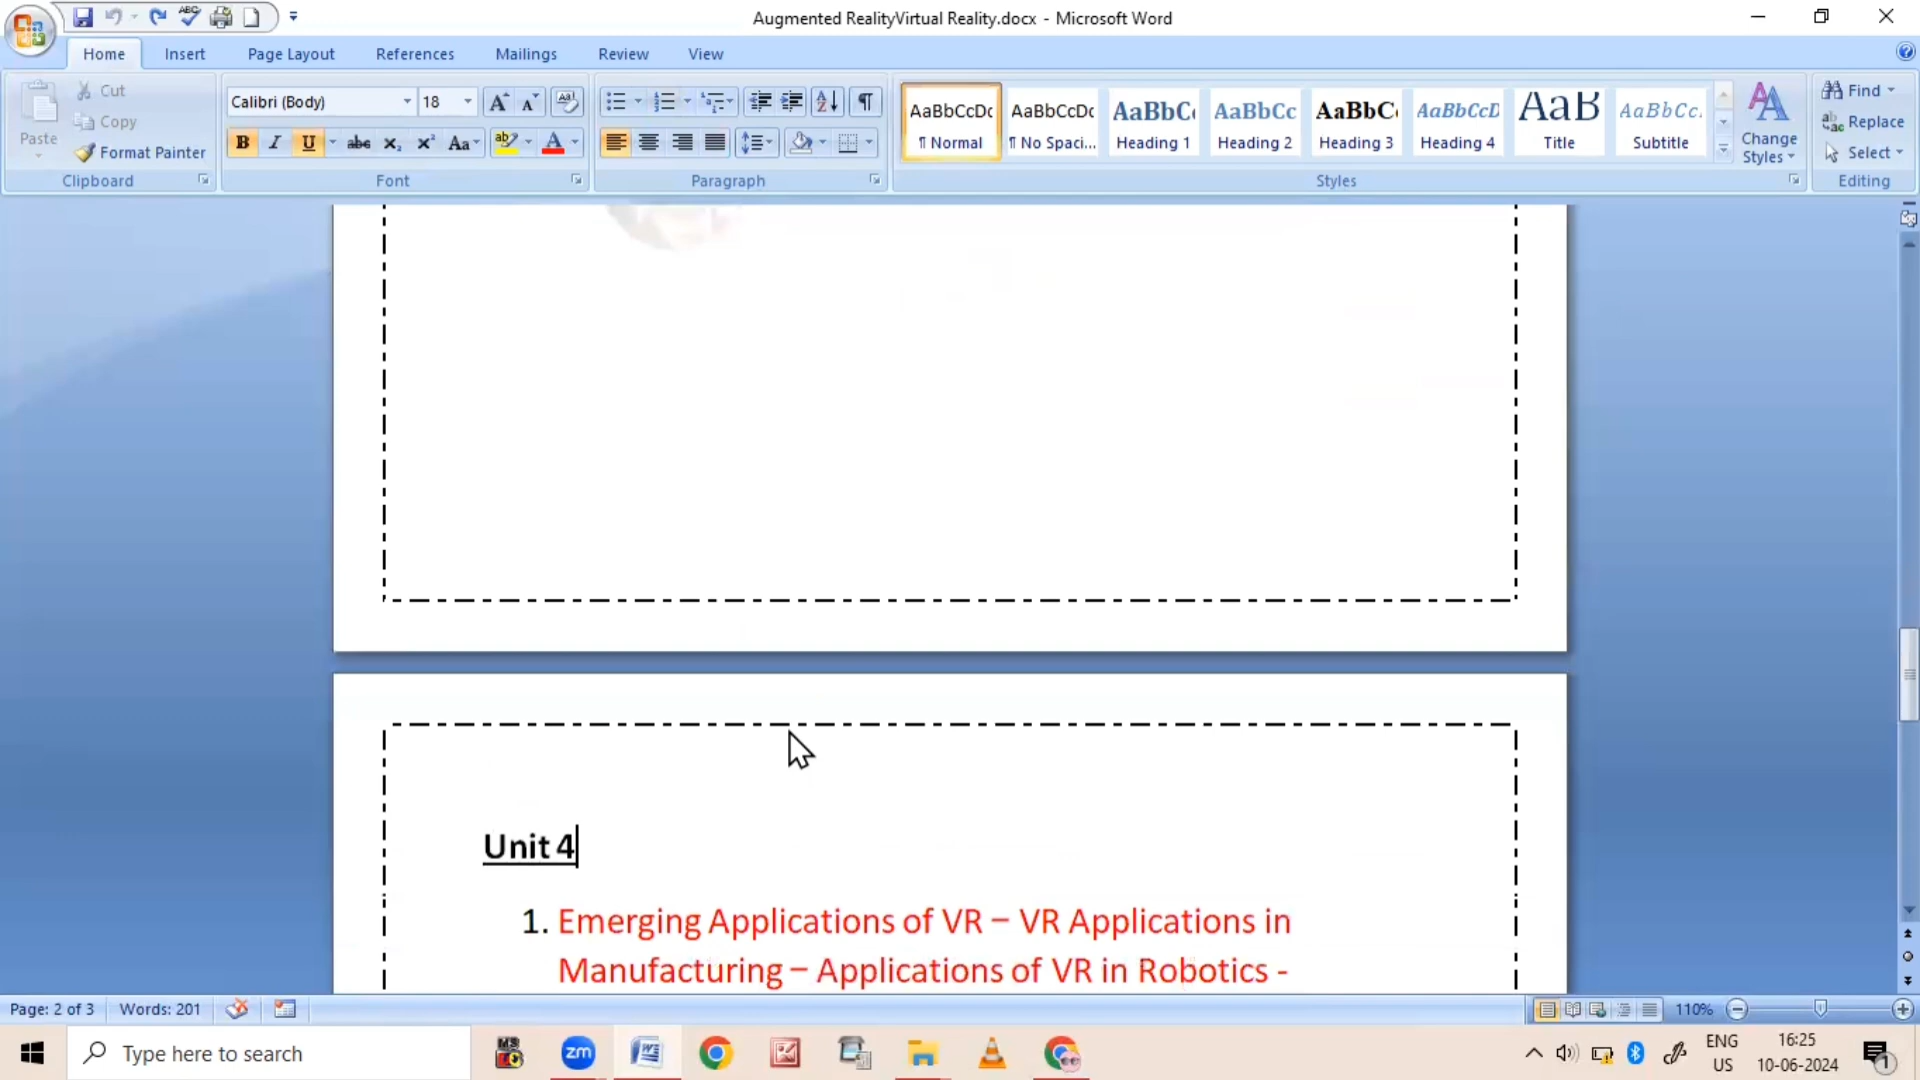 Augmented RealityVirtual Reality.docx - Microsoft Word
Home Insert Page Layout References Mailings Review View
Paste
Cut
Copy
Format Painter
Clipboard
Calibri (Body) 18
Font
Paragraph
AaBbCcDc AaBbCcDc AaBbC AaBbCc AaBbC AaBbCcD AaB AaBbCc.
¶ Normal ¶ No Spaci... Heading 1 Heading 2 Heading 3 Heading 4 Title Subtitle
Change
Styles
Styles
Find
Replace
Select
Editing
Unit 4
1. Emerging Applications of VR – VR Applications in
Manufacturing – Applications of VR in Robotics -
Page: 2 of 3 Words: 201 110%
Type here to search
zm
ENG
US
16:25
10-06-2024
1